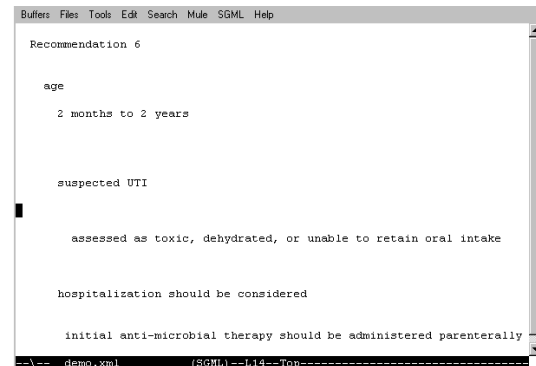 Buffers Files Tools Edit Search Mule SGML Help
Recommendation 6
age
2 months to 2 years
suspected UTI
assessed as toxic, dehydrated, or unable to retain oral intake
hospitalization should be considered
initial anti-microbial therapy should be administered parenterally
--\-- demo.xml (SGML)--L14--Top--------------------------------